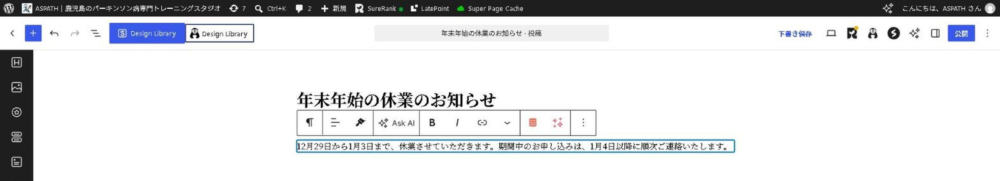 ASPATH | 鹿児島のパーキンソン病専門トレーニングスタジオ 7 Ctrl+K 2 新規 SureRank LatePoint Super Page Cache こんにちは、ASPATH さん
Design Library Design Library 年末年始の休業のお知らせ · 投稿 下書き保存 公開
年末年始の休業のお知らせ
Ask AI B I
12月29日から1月3日まで、休業させていただきます。期間中のお申し込みは、1月4日以降に順次ご連絡いたします。